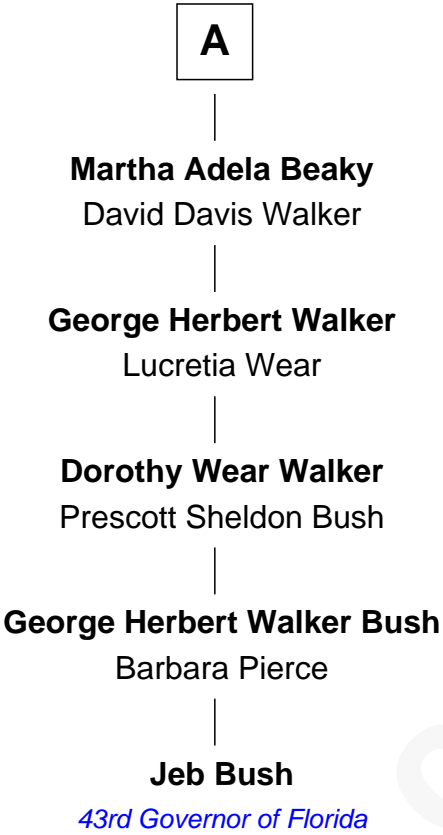 A
Martha Adela Beaky
David Davis Walker
George Herbert Walker
Lucretia Wear
Dorothy Wear Walker
Prescott Sheldon Bush
George Herbert Walker Bush
Barbara Pierce
Jeb Bush
43rd Governor of Florida